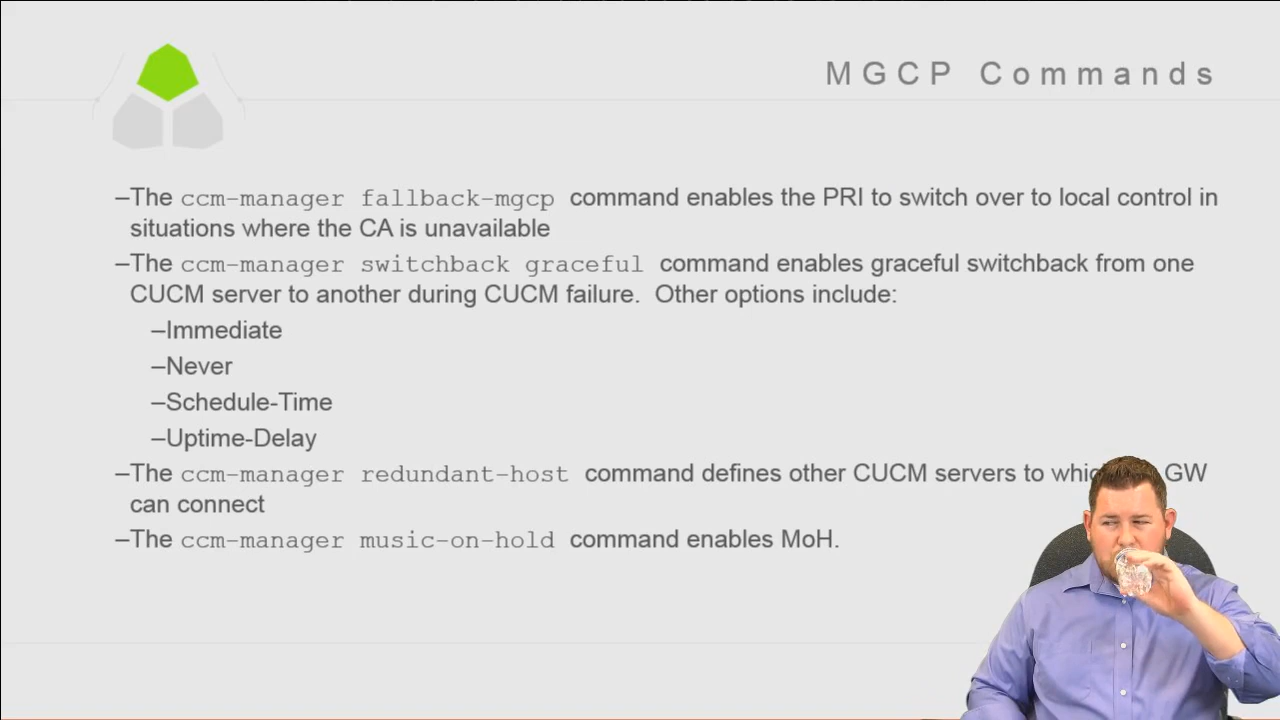 MGCP Commands
–The ccm-manager fallback-mgcp command enables the PRI to switch over to local control in
situations where the CA is unavailable
–The ccm-manager switchback graceful command enables graceful switchback from one
CUCM server to another during CUCM failure. Other options include:
–Immediate
–Never
–Schedule-Time
–Uptime-Delay
–The ccm-manager redundant-host command defines other CUCM servers to GW
can connect
–The ccm-manager music-on-hold command enables MoH.